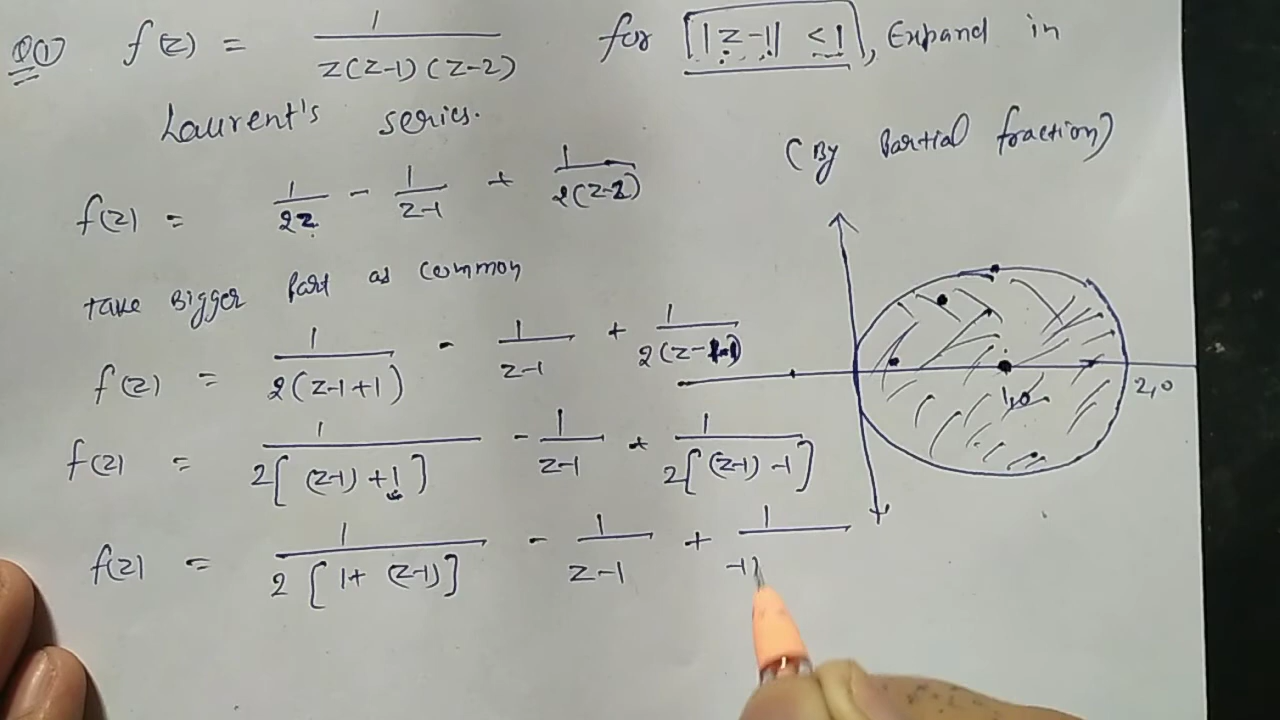 Q① f(z) = 1/(z(z-1)(z-2)) for |z-1| <1, Expand in
Laurent's series.
(By Partial fraction)
f(z) = 1/(2z) - 1/(z-1) + 1/(2(z-2))
take Bigger Part as common
f(z) = 1/(2(z-1+1)) - 1/(z-1) + 1/(2(z-1-1))
f(z) = 1/(2[(z-1)+1]) - 1/(z-1) + 1/(2[(z-1)-1])
f(z) = 1/(2[1+(z-1)]) - 1/(z-1) + 1/
1,0
2,0